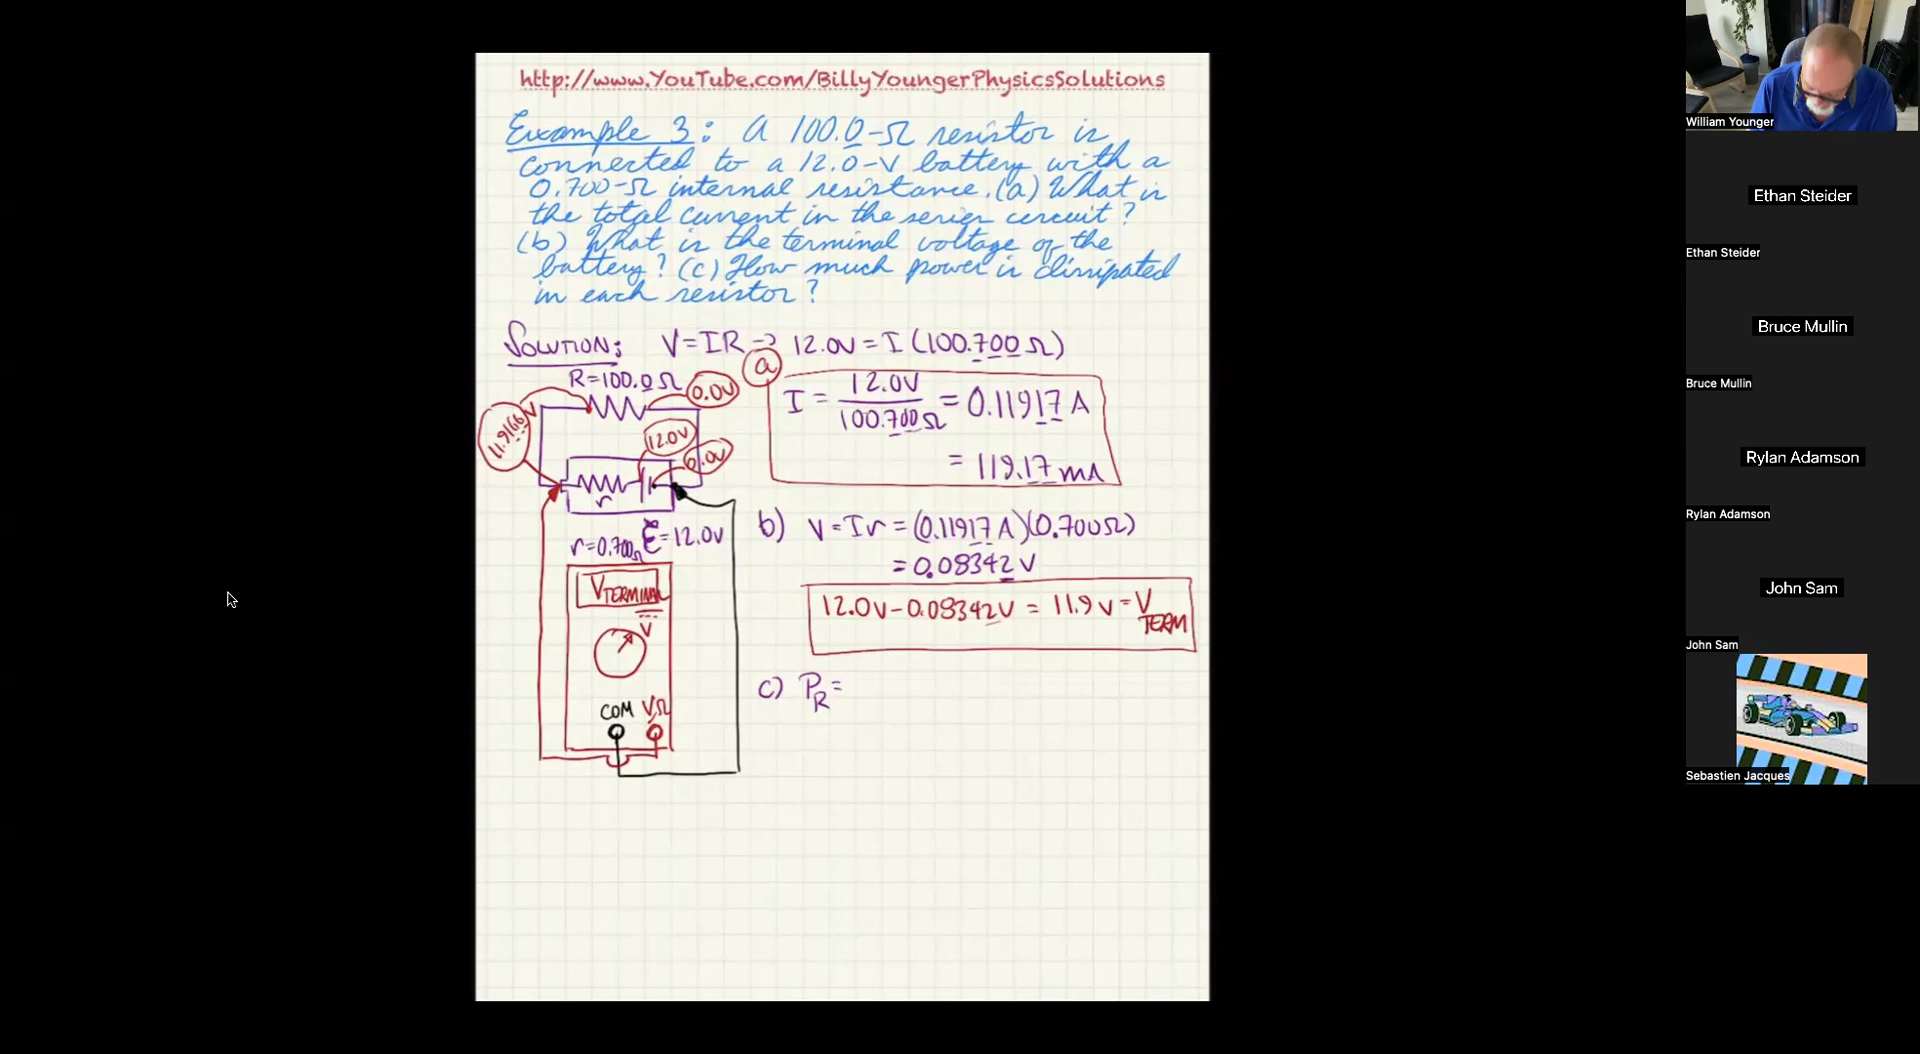 http://www.YouTube.com/BillyYoungerPhysicsSolutions
Example 3: A 100.0-Ω resistor is
connected to a 12.0-V battery with a
0.700-Ω internal resistance. (a) What is
the total current in the series circuit?
(b) What is the terminal voltage of the
battery? (c) How much power is dissipated
in each resistor?
SOLUTION: V=IR → 12.0V=I(100.700Ω)
R=100.0Ω
0.0V
11.9166V
12.0V
0.0V
r
r=0.700Ω
ℰ=12.0V
VTERMINAL
V
COM VΩ
a
I = 12.0V / 100.700Ω = 0.11917 A
= 119.17 mA
b) V=Ir=(0.11917A)(0.700Ω)
=0.08342V
12.0V-0.08342V = 11.9V=VTERM
c) PR=
William Younger
Ethan Steider
Ethan Steider
Bruce Mullin
Bruce Mullin
Rylan Adamson
Rylan Adamson
John Sam
John Sam
Sebastien Jacques